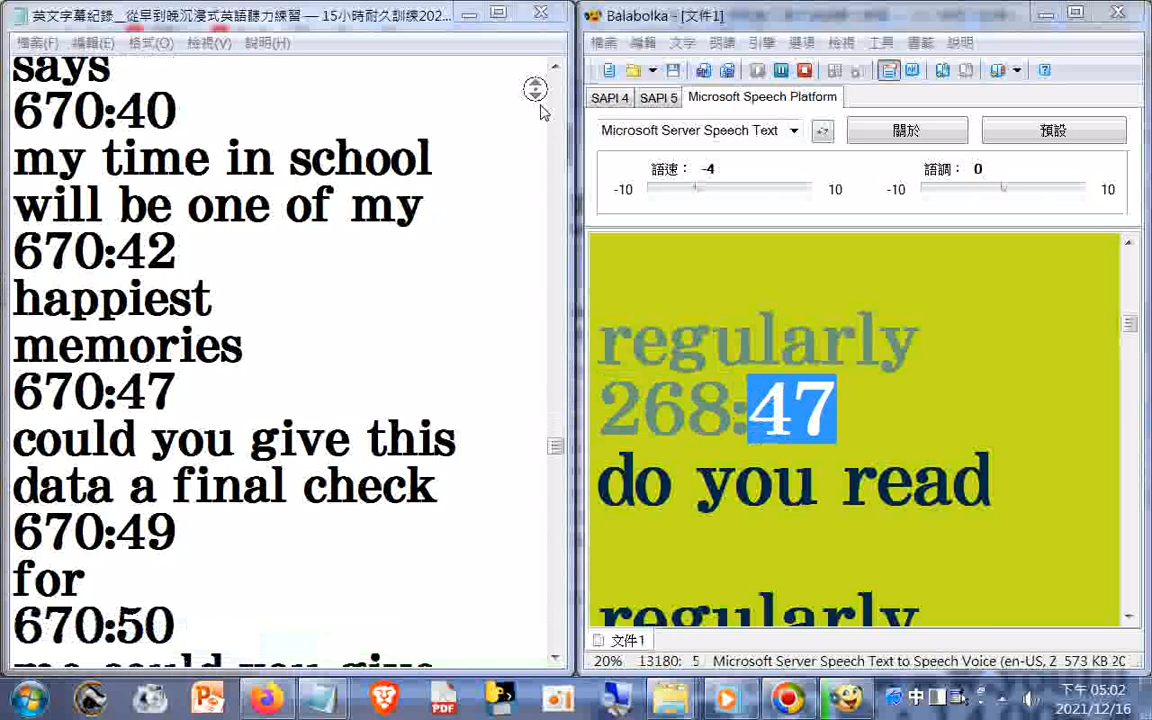 英文字幕紀錄__從早到晚沉浸式英語聽力練習 — 15小時耐久訓練202...
檔案(F) 編輯(E) 格式(O) 檢視(V) 說明(H)
says
670:40
my time in school
will be one of my
670:42
happiest
memories
670:47
could you give this
data a final check
670:49
for
670:50
me could you give
Balabolka - [文件1]
檔案 編輯 文字 朗讀 引擎 選項 檢視 工具 書籤 說明
SAPI 4 SAPI 5 Microsoft Speech Platform
Microsoft Server Speech Text 關於 預設
語速： -4 語調： 0
-10 10 -10 10
regularly
268:47
do you read
regularly
文件1
20% 13180: 5 Microsoft Server Speech Text to Speech Voice (en-US, 573 KB
PDF 中 下午 05:02
2021/12/16